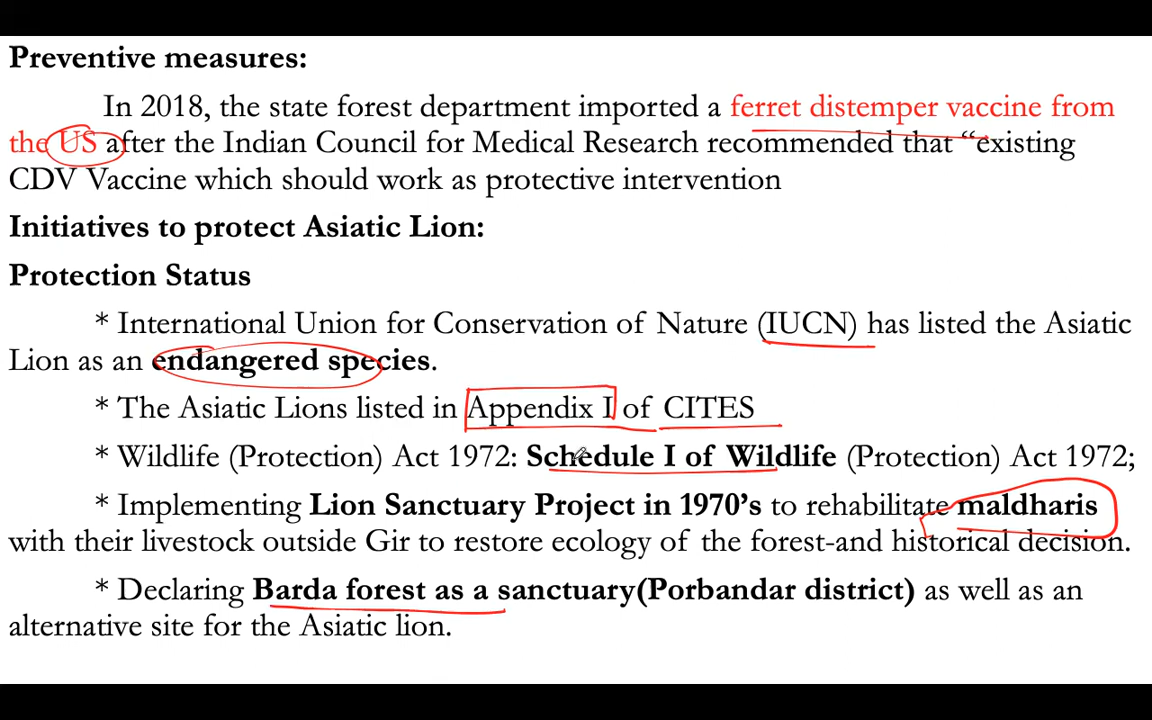 Preventive measures:
In 2018, the state forest department imported a ferret distemper vaccine from
the US after the Indian Council for Medical Research recommended that “existing
CDV Vaccine which should work as protective intervention
Initiatives to protect Asiatic Lion:
Protection Status
* International Union for Conservation of Nature (IUCN) has listed the Asiatic
Lion as an endangered species.
* The Asiatic Lions listed in Appendix I of CITES
* Wildlife (Protection) Act 1972: Schedule I of Wildlife (Protection) Act 1972;
* Implementing Lion Sanctuary Project in 1970’s to rehabilitate maldharis
with their livestock outside Gir to restore ecology of the forest-and historical decision.
* Declaring Barda forest as a sanctuary(Porbandar district) as well as an
alternative site for the Asiatic lion.